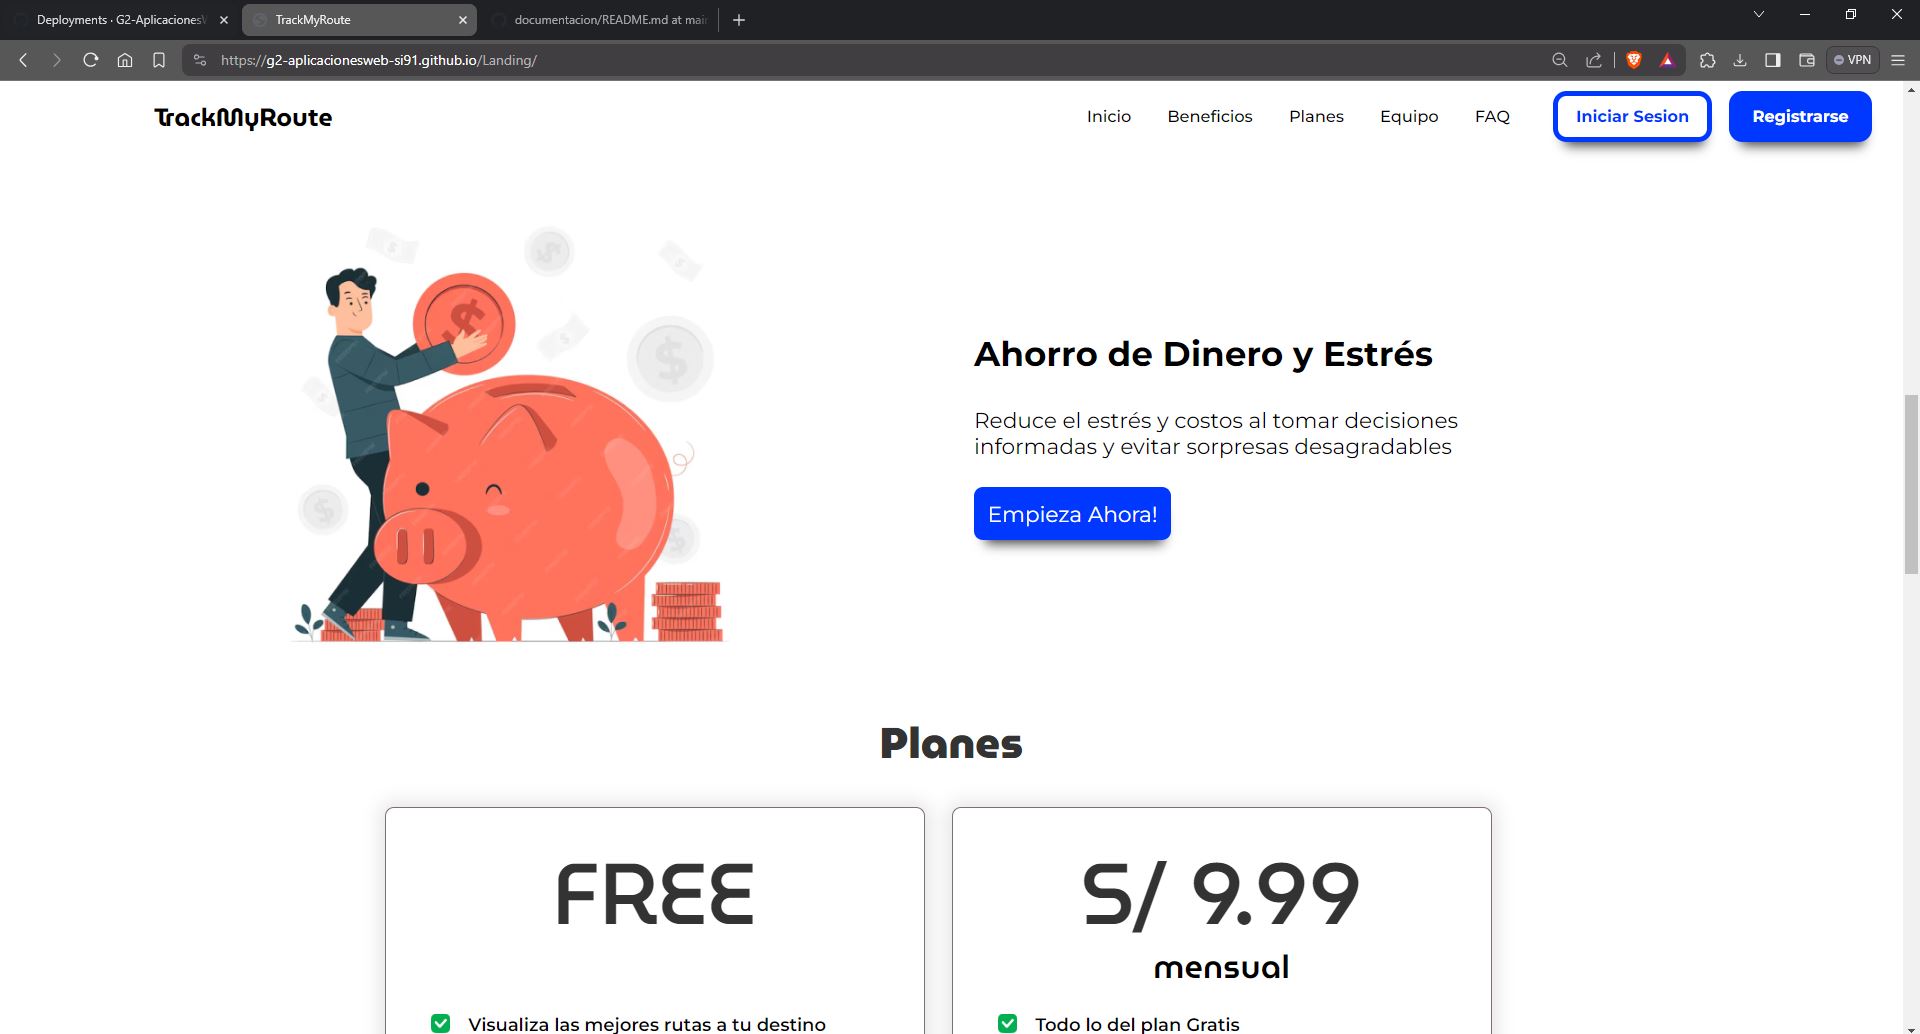 Deployments · G2-Aplicaciones
TrackMyRoute
documentacion/README.md at main
https://g2-aplicacionesweb-si91.github.io/Landing/
VPN
TrackMyRoute
Inicio
Beneficios
Planes
Equipo
FAQ
Iniciar Sesion
Registrarse
Ahorro de Dinero y Estrés
Reduce el estrés y costos al tomar decisiones
informadas y evitar sorpresas desagradables
Empieza Ahora!
Planes
FREE
Visualiza las mejores rutas a tu destino
S/ 9.99
mensual
Todo lo del plan Gratis